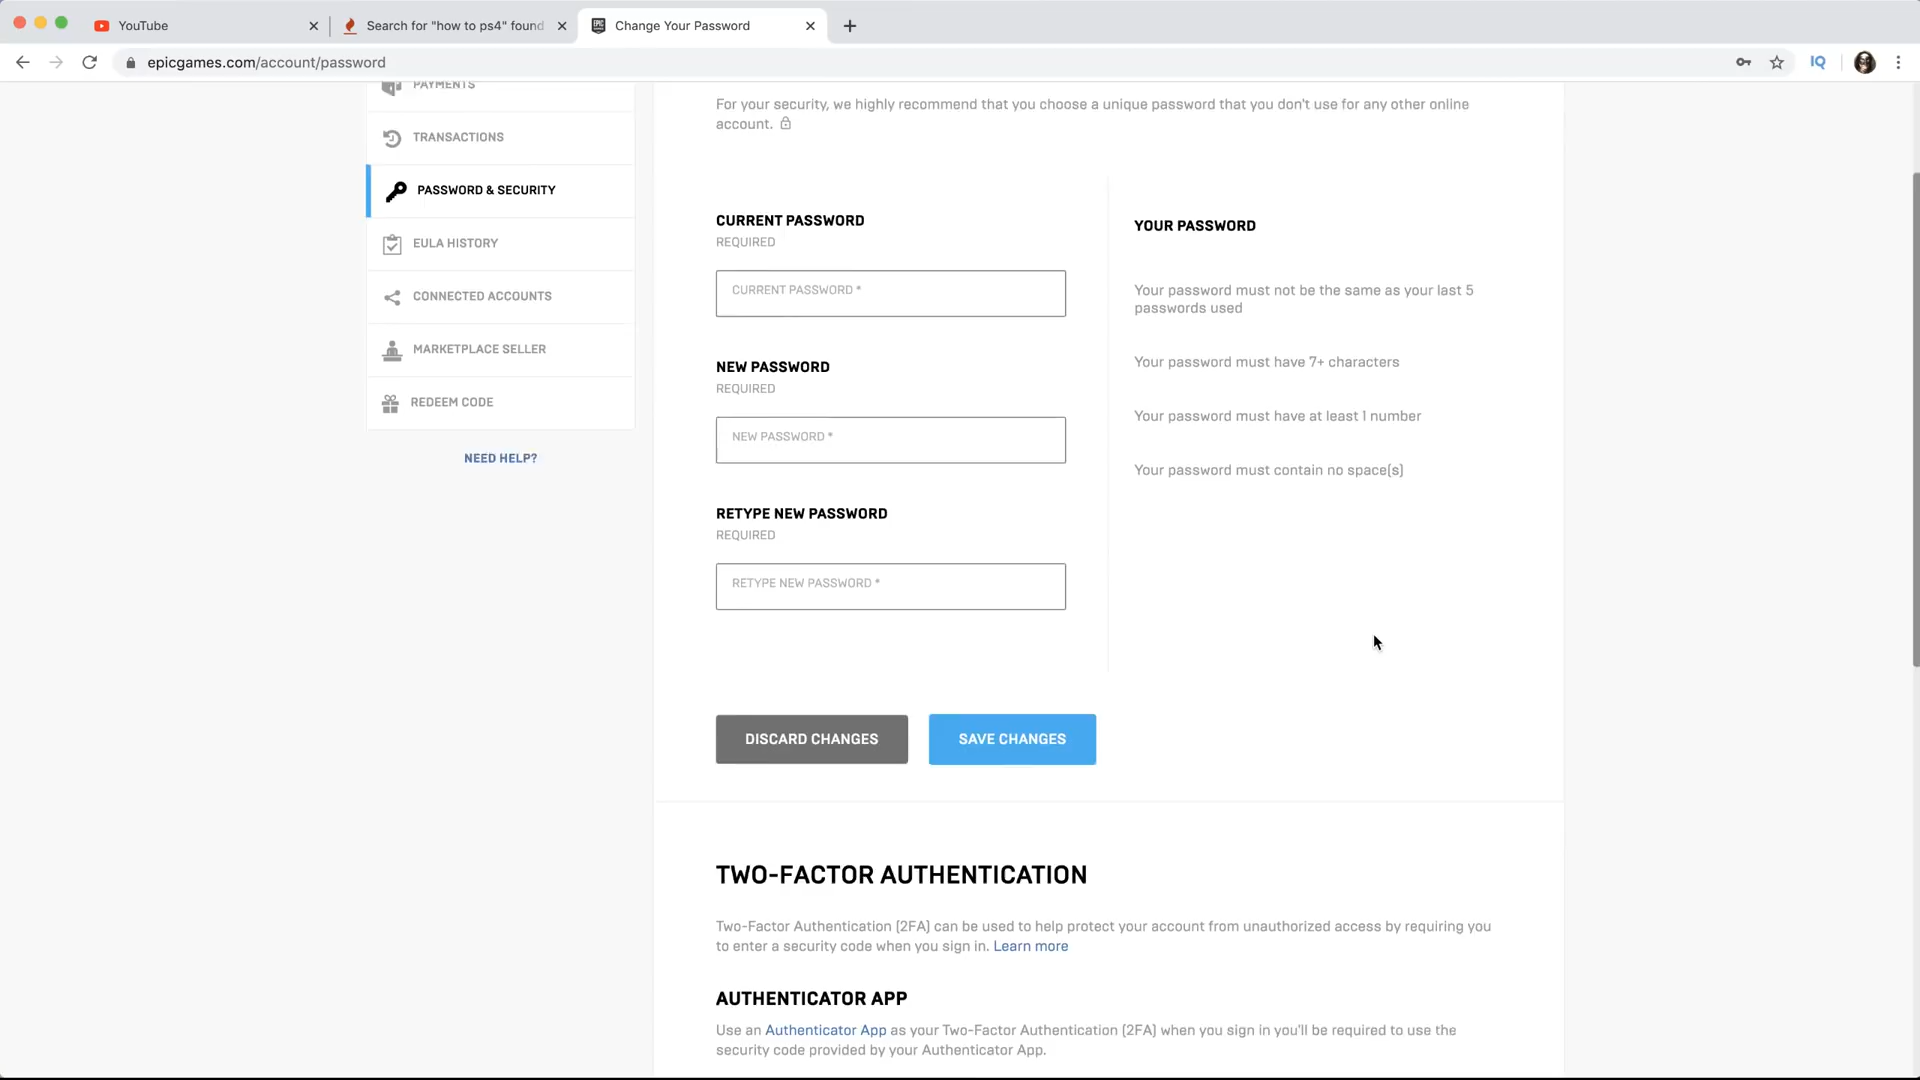 YouTube
Search for "how to ps4" found
Change Your Password
epicgames.com/account/password
IQ
PAYMENTS
TRANSACTIONS
PASSWORD & SECURITY
EULA HISTORY
CONNECTED ACCOUNTS
MARKETPLACE SELLER
REDEEM CODE
NEED HELP?
For your security, we highly recommend that you choose a unique password that you don't use for any other online
account.
CURRENT PASSWORD
REQUIRED
CURRENT PASSWORD *
NEW PASSWORD
REQUIRED
NEW PASSWORD *
RETYPE NEW PASSWORD
REQUIRED
RETYPE NEW PASSWORD *
YOUR PASSWORD
Your password must not be the same as your last 5
passwords used
Your password must have 7+ characters
Your password must have at least 1 number
Your password must contain no space(s)
DISCARD CHANGES
SAVE CHANGES
TWO-FACTOR AUTHENTICATION
Two-Factor Authentication (2FA) can be used to help protect your account from unauthorized access by requiring you
to enter a security code when you sign in. Learn more
AUTHENTICATOR APP
Use an Authenticator App as your Two-Factor Authentication (2FA) when you sign in you'll be required to use the
security code provided by your Authenticator App.